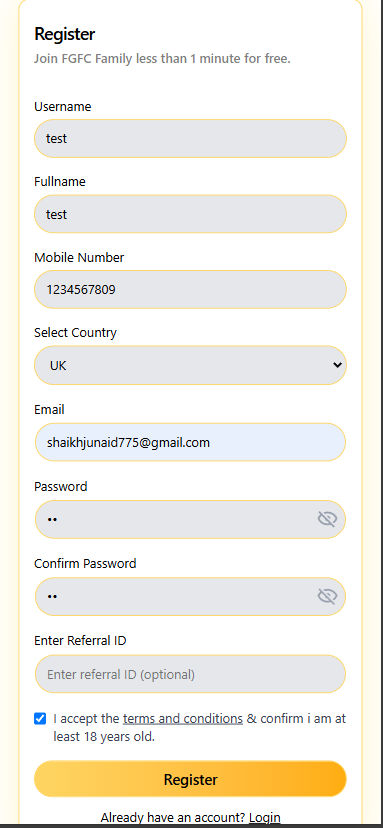 Register
Join FGFC Family less than 1 minute for free.
Username
test
Fullname
test
Mobile Number
1234567809
Select Country
UK
Email
shaikhjunaid775@gmail.com
Password
••
Confirm Password
••
Enter Referral ID
Enter referral ID (optional)
I accept the terms and conditions & confirm i am at
least 18 years old.
Register
Already have an account? Login